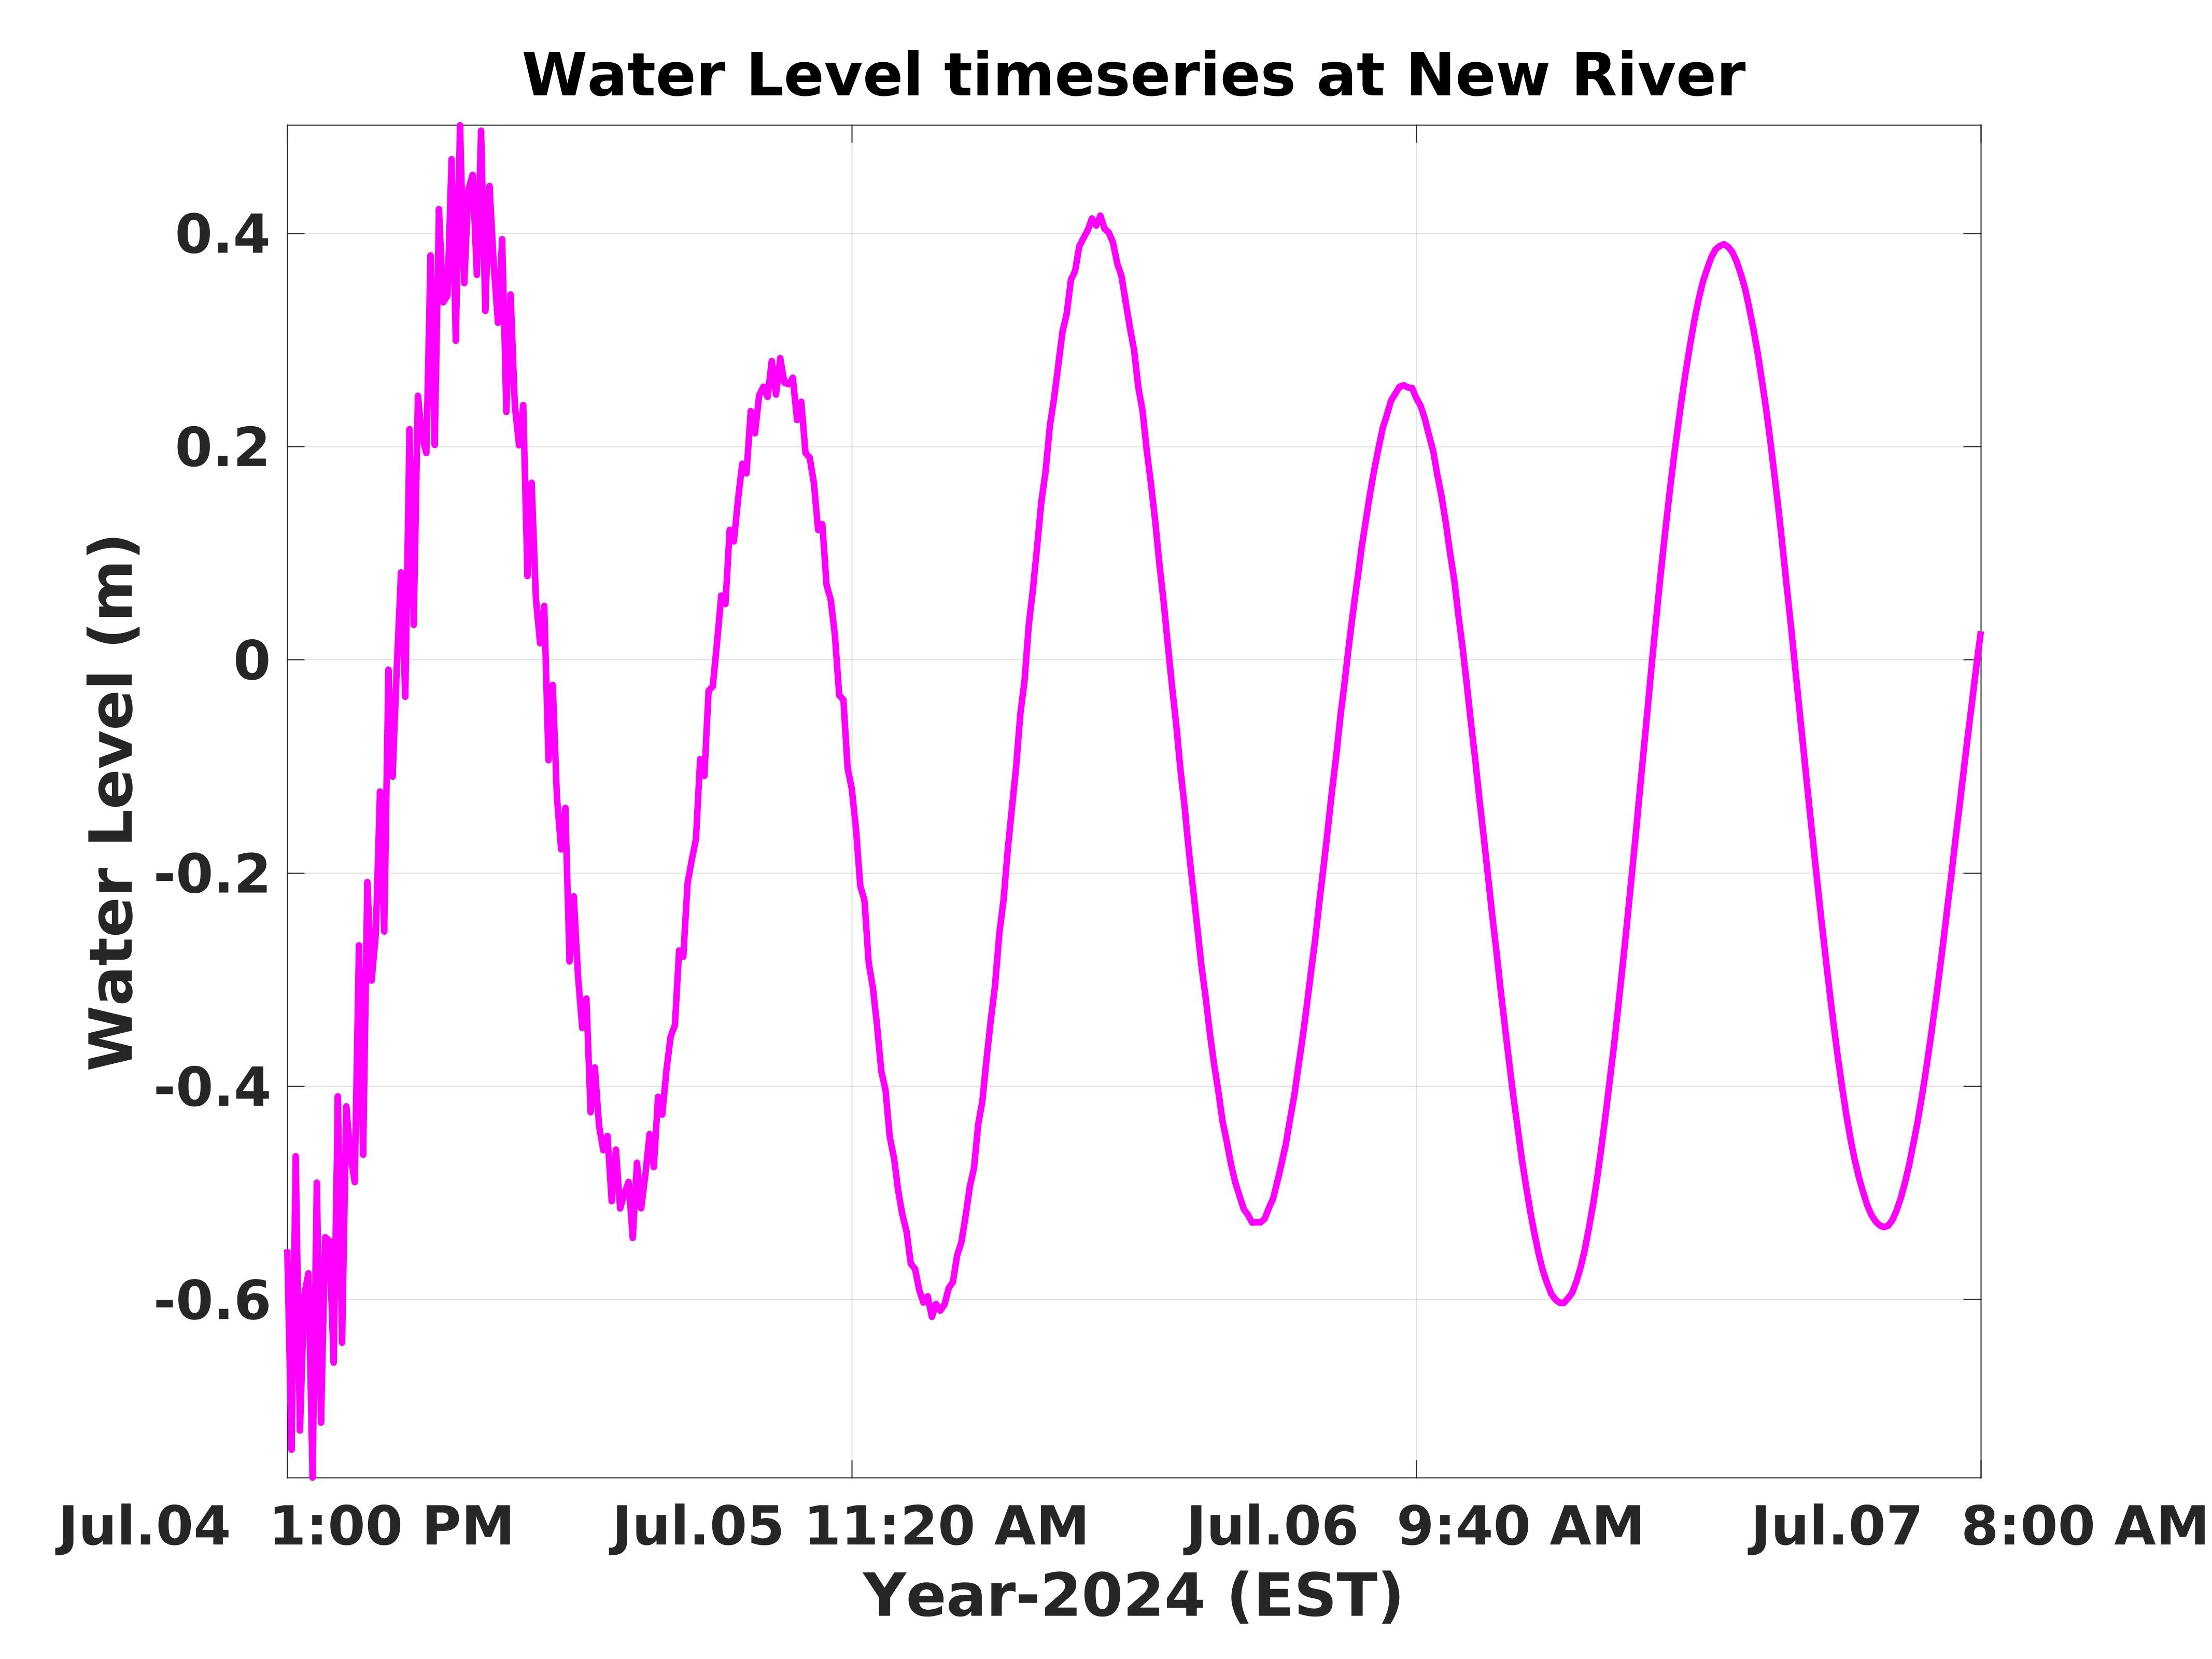 Water Level timeseries at New River
Water Level (m)
0.4
0.2
0
-0.2
-0.4
-0.6
Jul.04 1:00 PM Jul.05 11:20 AM Jul.06 9:40 AM Jul.07 8:00 AM
Year-2024 (EST)